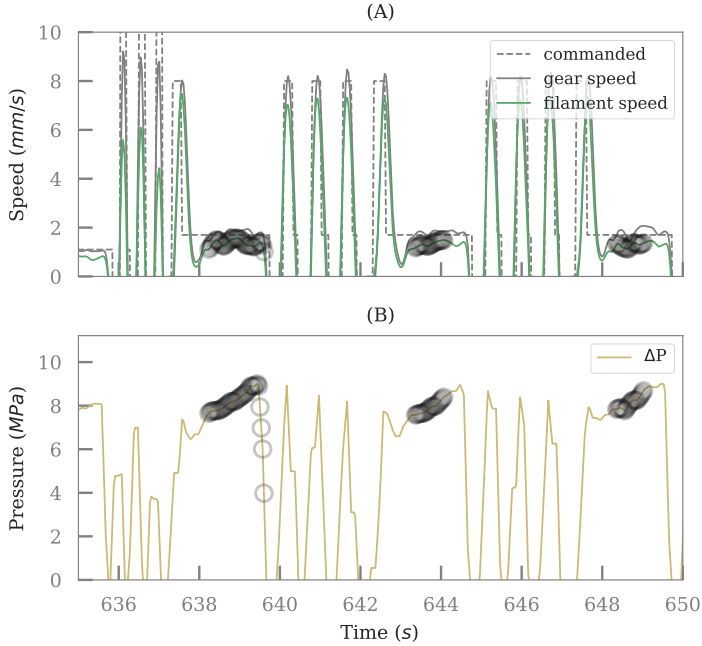 (A)
10
8
6
4
2
0
Speed (mm/s)
commanded
gear speed
filament speed
(B)
10
8
6
4
2
0
Pressure (MPa)
ΔP
636 638 640 642 644 646 648 650
Time (s)